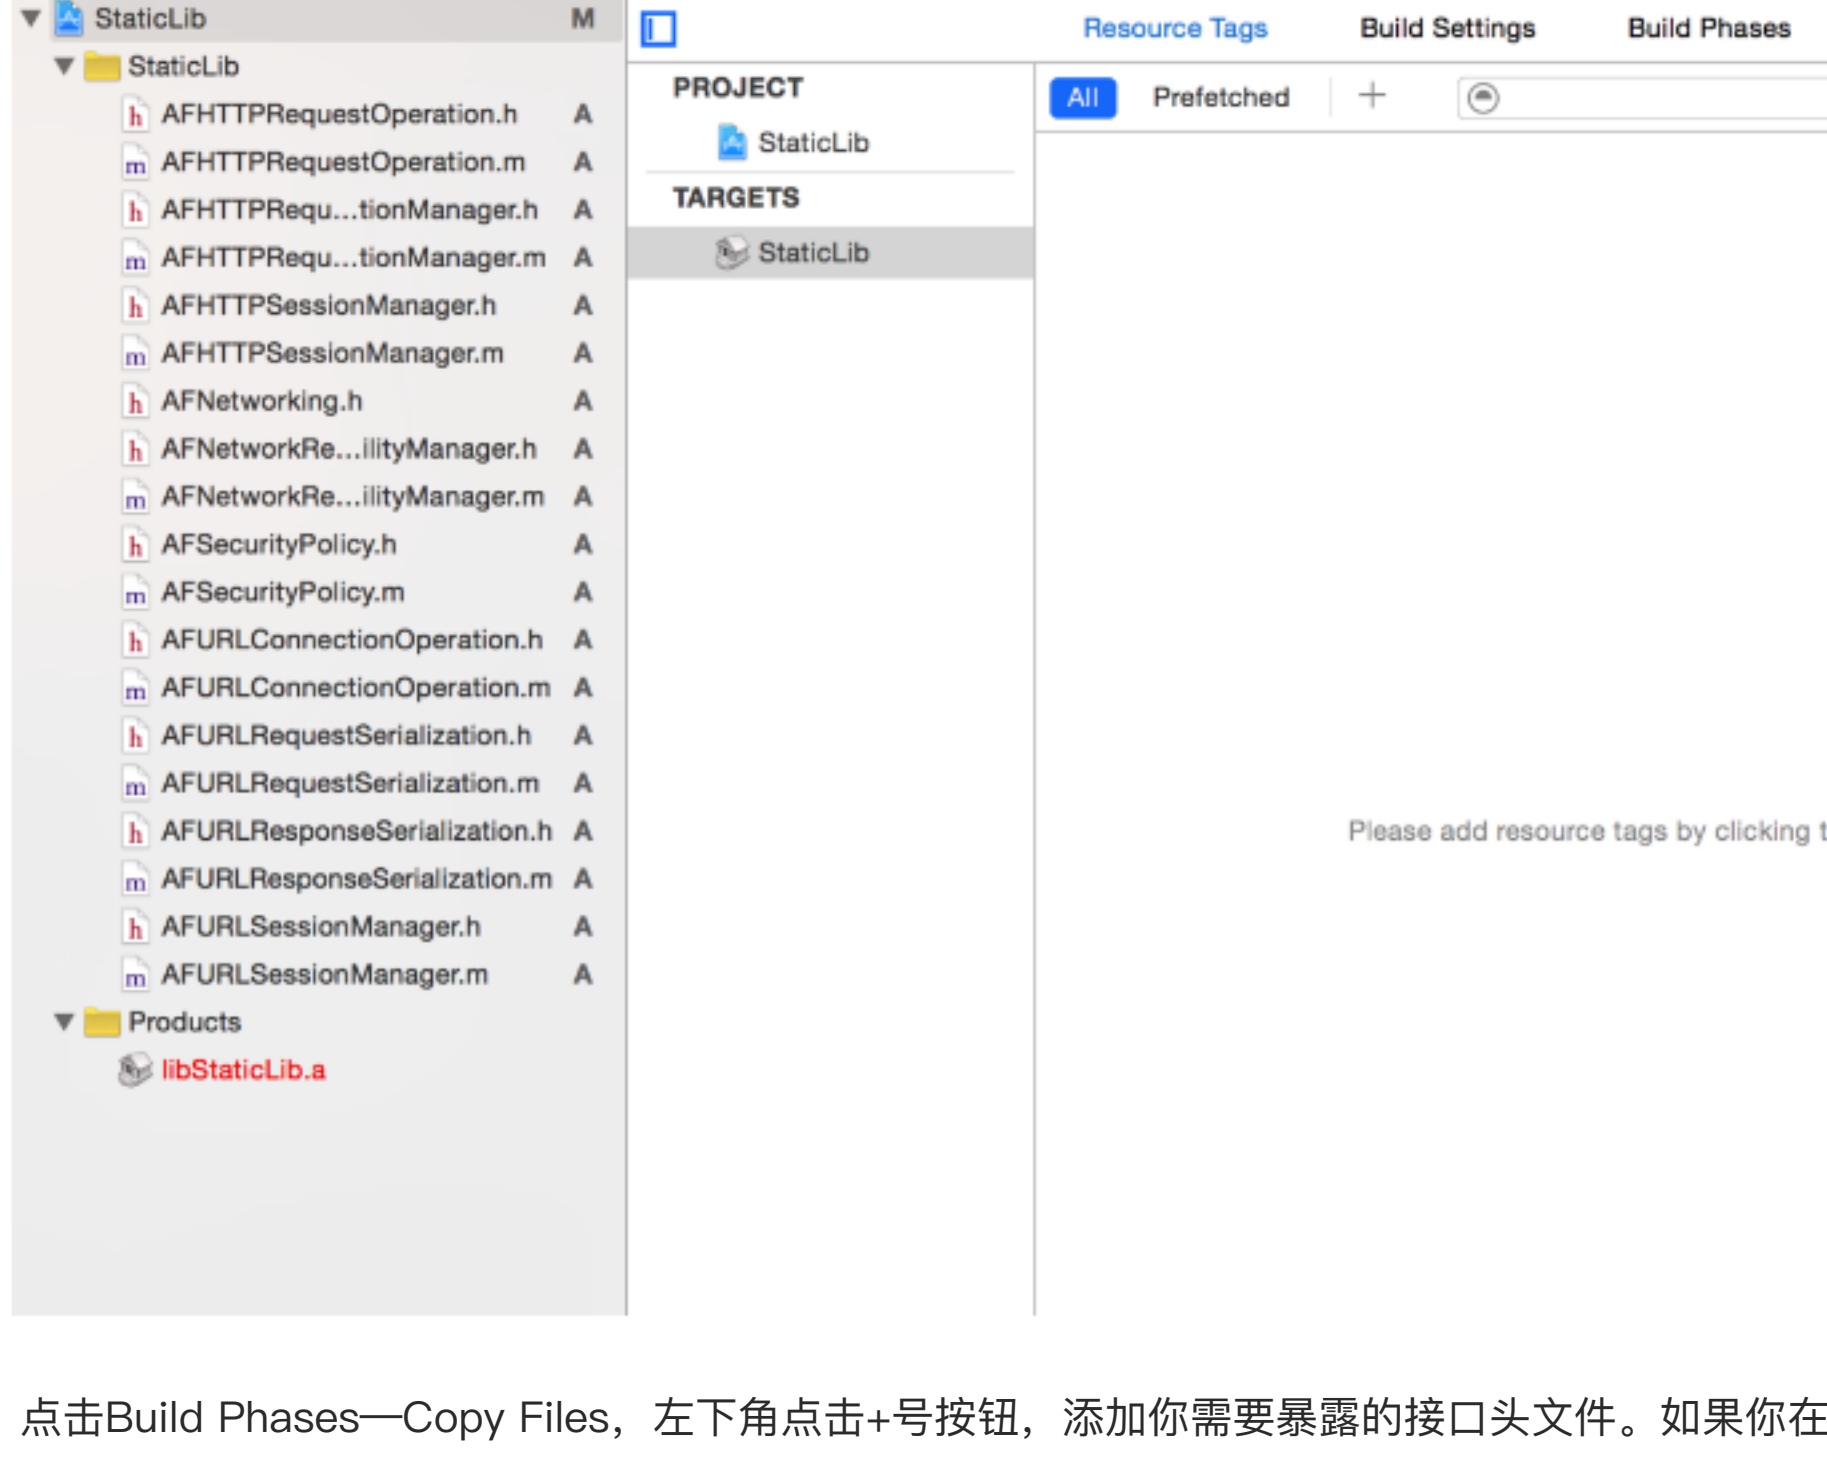 StaticLib M
StaticLib
h AFHTTPRequestOperation.h A
m AFHTTPRequestOperation.m A
h AFHTTPRequ...tionManager.h A
m AFHTTPRequ...tionManager.m A
h AFHTTPSessionManager.h A
m AFHTTPSessionManager.m A
h AFNetworking.h A
h AFNetworkRe...ilityManager.h A
m AFNetworkRe...ilityManager.m A
h AFSecurityPolicy.h A
m AFSecurityPolicy.m A
h AFURLConnectionOperation.h A
m AFURLConnectionOperation.m A
h AFURLRequestSerialization.h A
m AFURLRequestSerialization.m A
h AFURLResponseSerialization.h A
m AFURLResponseSerialization.m A
h AFURLSessionManager.h A
m AFURLSessionManager.m A
Products
libStaticLib.a
PROJECT
StaticLib
TARGETS
StaticLib
Resource Tags Build Settings Build Phases
All Prefetched +
Please add resource tags by clicking t
点击Build Phases—Copy Files，左下角点击+号按钮，添加你需要暴露的接口头文件。如果你在